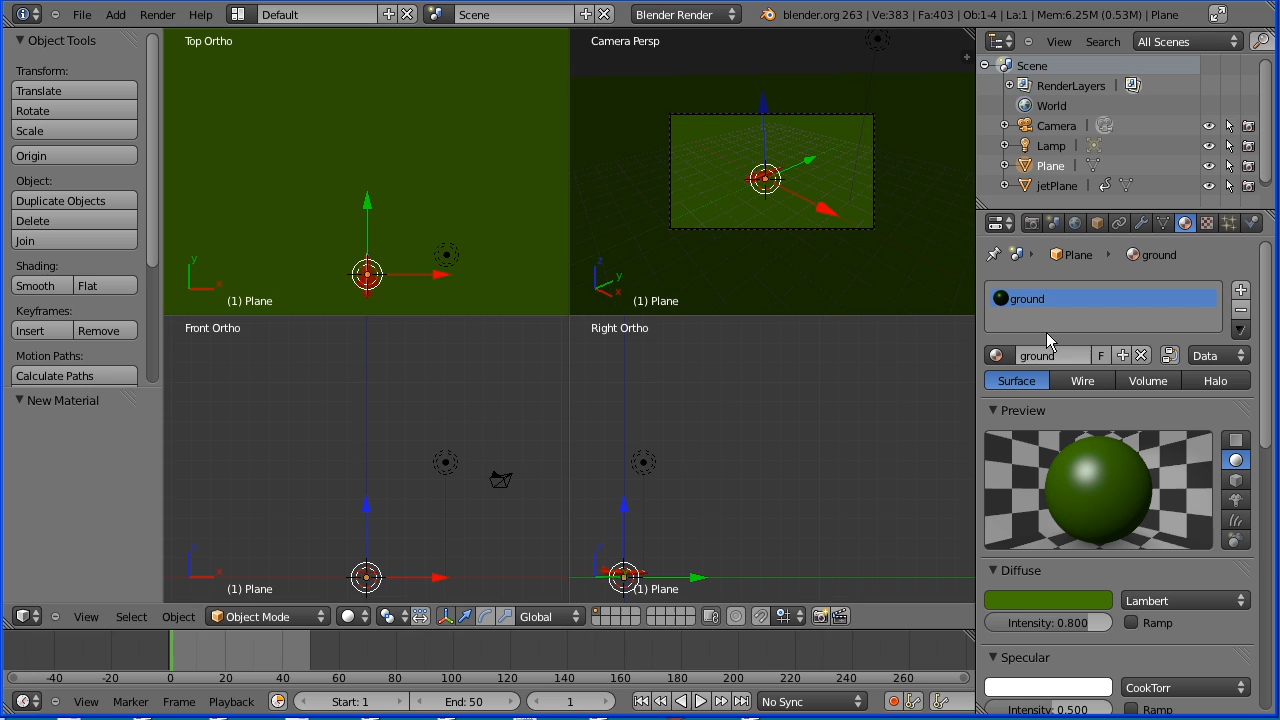 File Add Render Help Default Scene Blender Render blender.org 263 | Ve:383 | Fa:403 | Ob:1-4 | La:1 | Mem:6.25M (0.53M) | Plane
Object Tools
Transform:
Translate
Rotate
Scale
Origin
Object:
Duplicate Objects
Delete
Join
Shading:
Smooth Flat
Keyframes:
Insert Remove
Motion Paths:
Calculate Paths
New Material
Top Ortho
y
x
(1) Plane
Camera Persp
z
y
x
(1) Plane
Front Ortho
z
x
(1) Plane
Right Ortho
z
(1) Plane
View Select Object Object Mode Global
-40 -20 0 20 40 60 80 100 120 140 160 180 200 220 240 260
View Marker Frame Playback Start: 1 End: 50 1 No Sync
View Search All Scenes
Scene
RenderLayers |
World
Camera |
Lamp |
Plane |
jetPlane |
Plane ground
ground
ground F Data
Surface Wire Volume Halo
Preview
Diffuse
Lambert
Intensity: 0.800 Ramp
Specular
CookTorr
Intensity: 0.500 Ramp